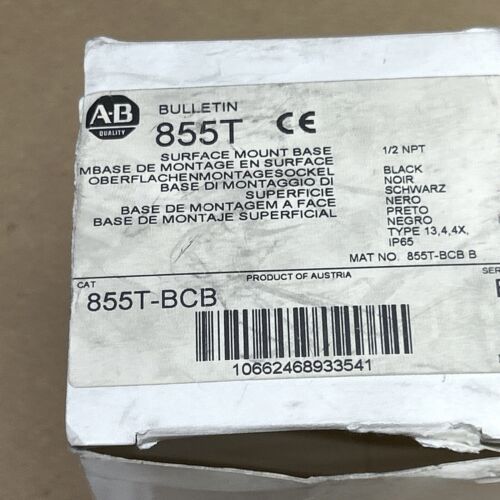 A-B
QUALITY
BULLETIN
855T CE
SURFACE MOUNT BASE 1/2 NPT
MBASE DE MONTAGE EN SURFACE
OBERFLACHENMONTAGESOCKEL BLACK
BASE DI MONTAGGIO DI NOIR
SUPERFICIE SCHWARZ
BASE DE MONTAGEM A FACE NERO
BASE DE MONTAJE SUPERFICIAL PRETO
NEGRO
TYPE 13,4,4X,
IP65
MAT NO. 855T-BCB B
CAT PRODUCT OF AUSTRIA SER
855T-BCB
10662468933541